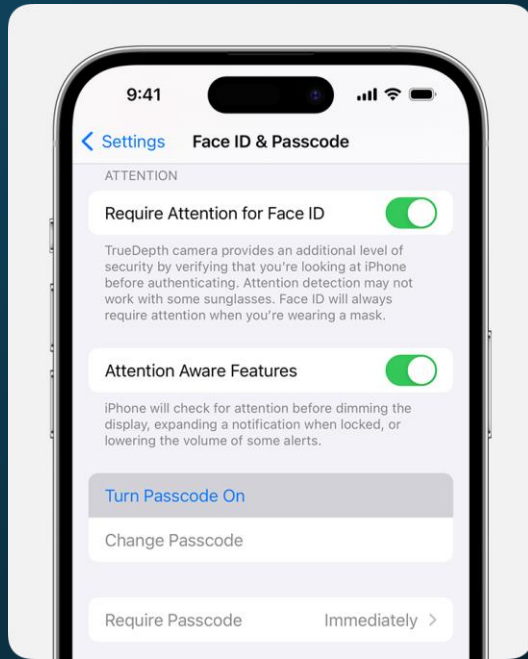 9:41
Settings Face ID & Passcode
ATTENTION
Require Attention for Face ID
TrueDepth camera provides an additional level of
security by verifying that you're looking at iPhone
before authenticating. Attention detection may not
work with some sunglasses. Face ID will always
require attention when you're wearing a mask.
Attention Aware Features
iPhone will check for attention before dimming the
display, expanding a notification when locked, or
lowering the volume of some alerts.
Turn Passcode On
Change Passcode
Require Passcode Immediately